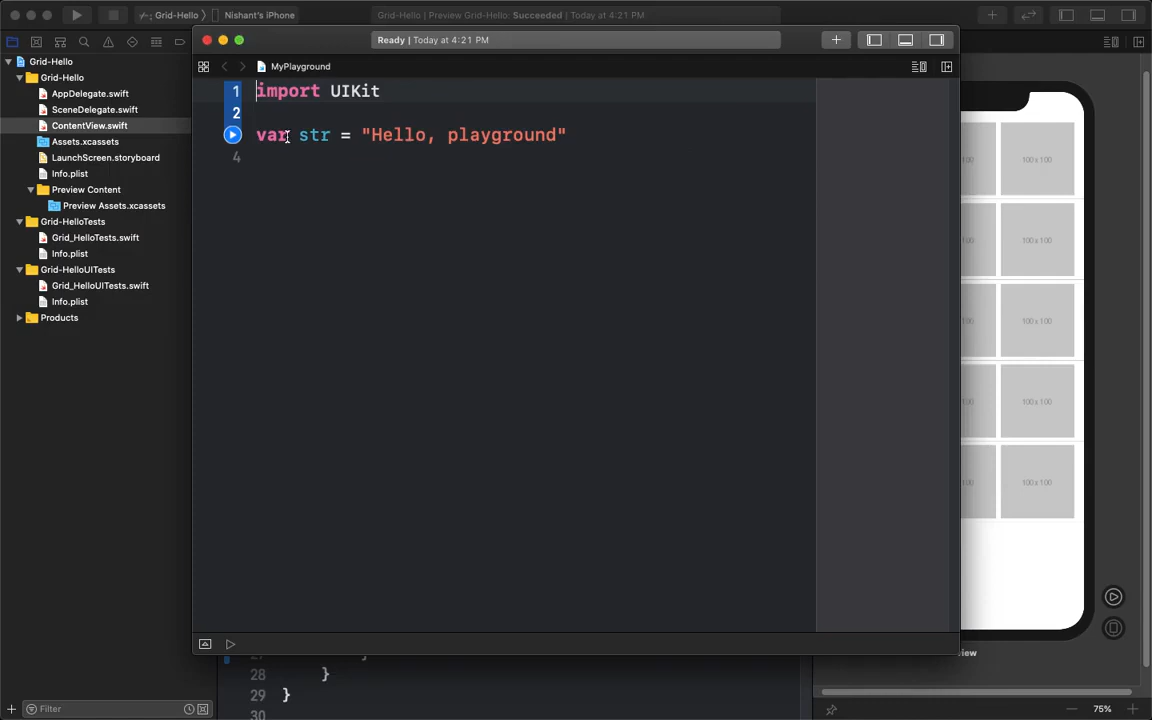 Grid-Hello
Nishant's iPhone
Grid-Hello | Preview Grid-Hello: Succeeded | Today at 4:21 PM
Ready | Today at 4:21 PM
MyPlayground
Grid-Hello
Grid-Hello
AppDelegate.swift
SceneDelegate.swift
ContentView.swift
Assets.xcassets
LaunchScreen.storyboard
Info.plist
Preview Content
Preview Assets.xcassets
Grid-HelloTests
Grid_HelloTests.swift
Info.plist
Grid-HelloUITests
Grid_HelloUITests.swift
Info.plist
Products
Filter
1 import UIKit
2
var str = "Hello, playground"
4
28 }
29 }
30
100 x 100
100 x 100
100 x 100
100 x 100
100 x 100
75%